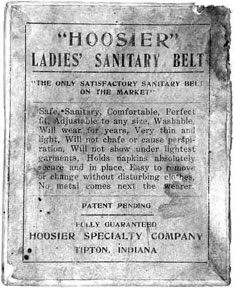 "HOOSIER"
LADIES' SANITARY BELT
"THE ONLY SATISFACTORY SANITARY BELT
ON THE MARKET"
Safe, Sanitary, Comfortable, Perfect
fit, Adjustable to any size, Washable,
Will wear for years, Very thin and
light, Will not chafe or cause perspi-
ration, Will not show under lightest
garments, Holds napkins absolutely
secure and in place, Easy to remove
or change without disturbing clothes,
No metal comes next the wearer.
PATENT PENDING
FULLY GUARANTEED
HOOSIER SPECIALTY COMPANY
TIPTON, INDIANA